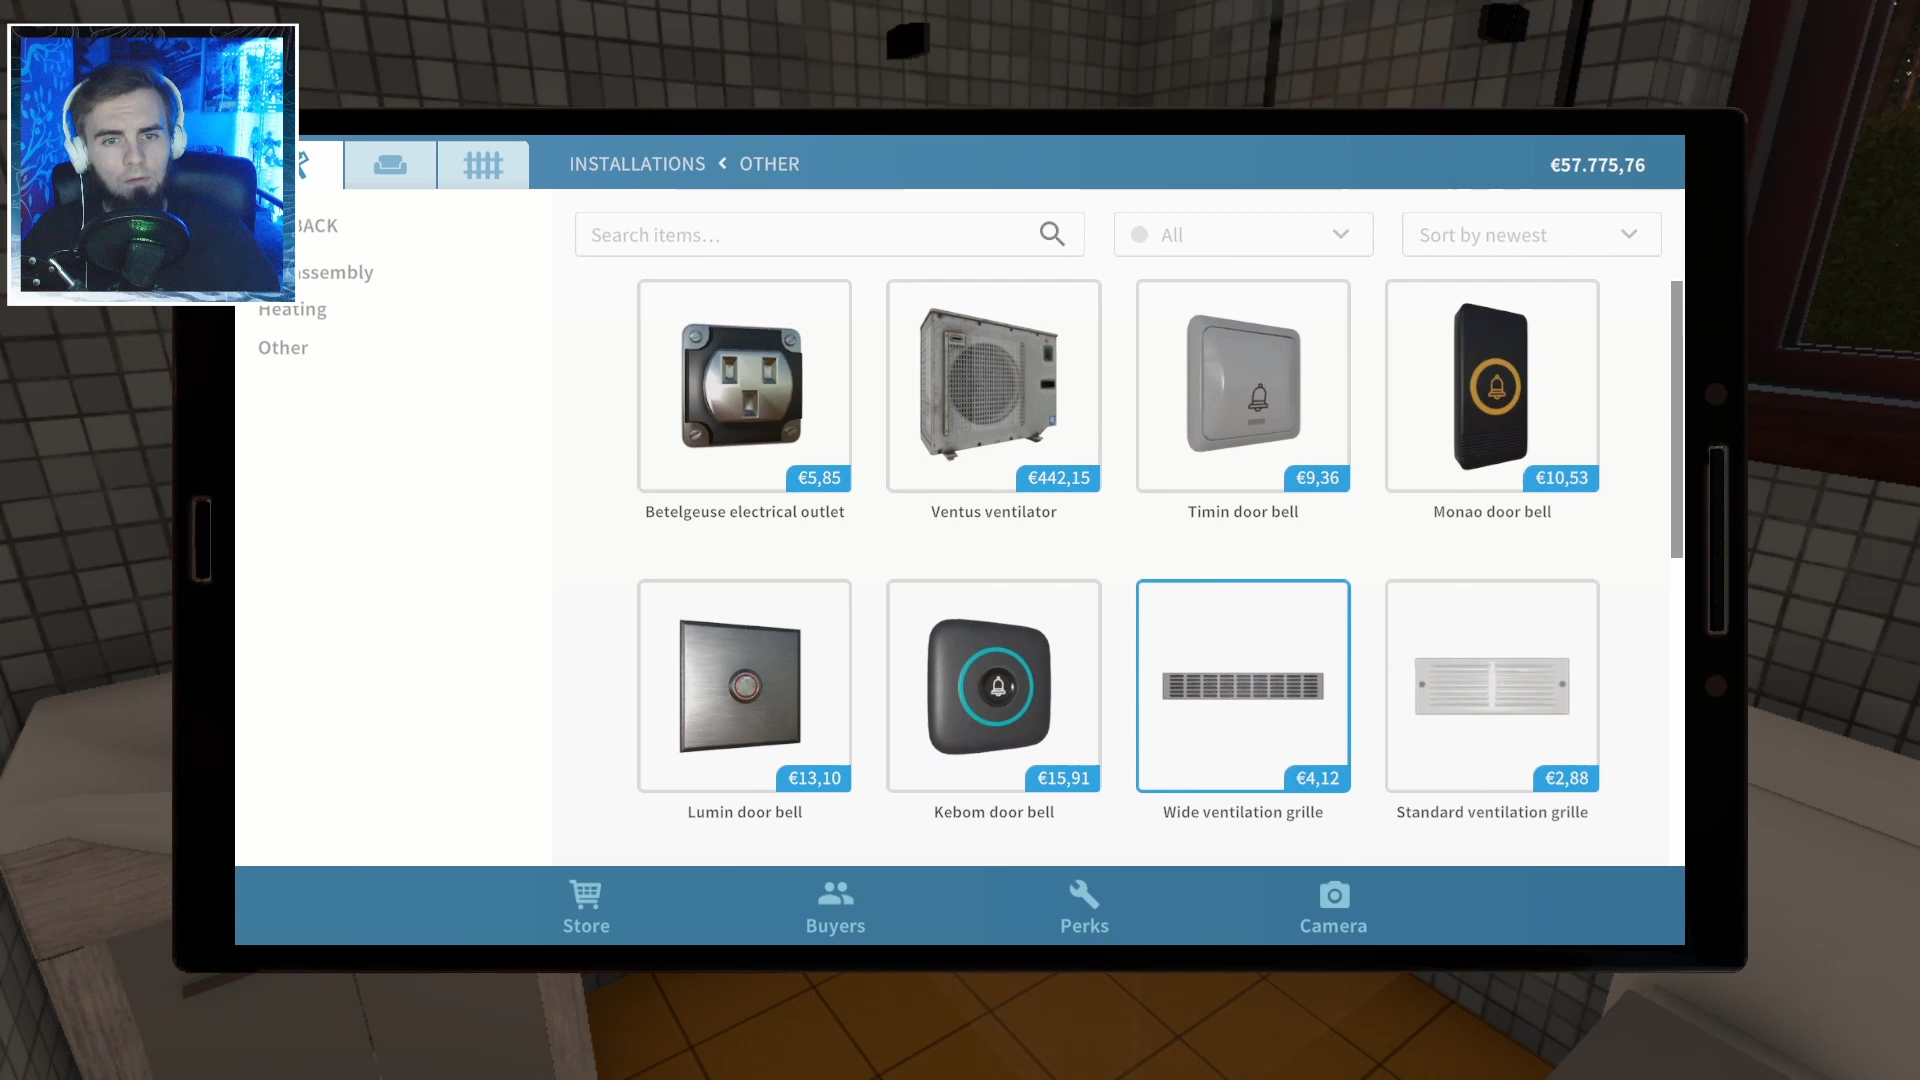 INSTALLATIONS < OTHER
€57.775,76
BACK
ssembly
Heating
Other
Search items...
All
Sort by newest
€5,85
€442,15
€9,36
€10,53
Betelgeuse electrical outlet
Ventus ventilator
Timin door bell
Monao door bell
€13,10
€15,91
€4,12
€2,88
Lumin door bell
Kebom door bell
Wide ventilation grille
Standard ventilation grille
Store
Buyers
Perks
Camera